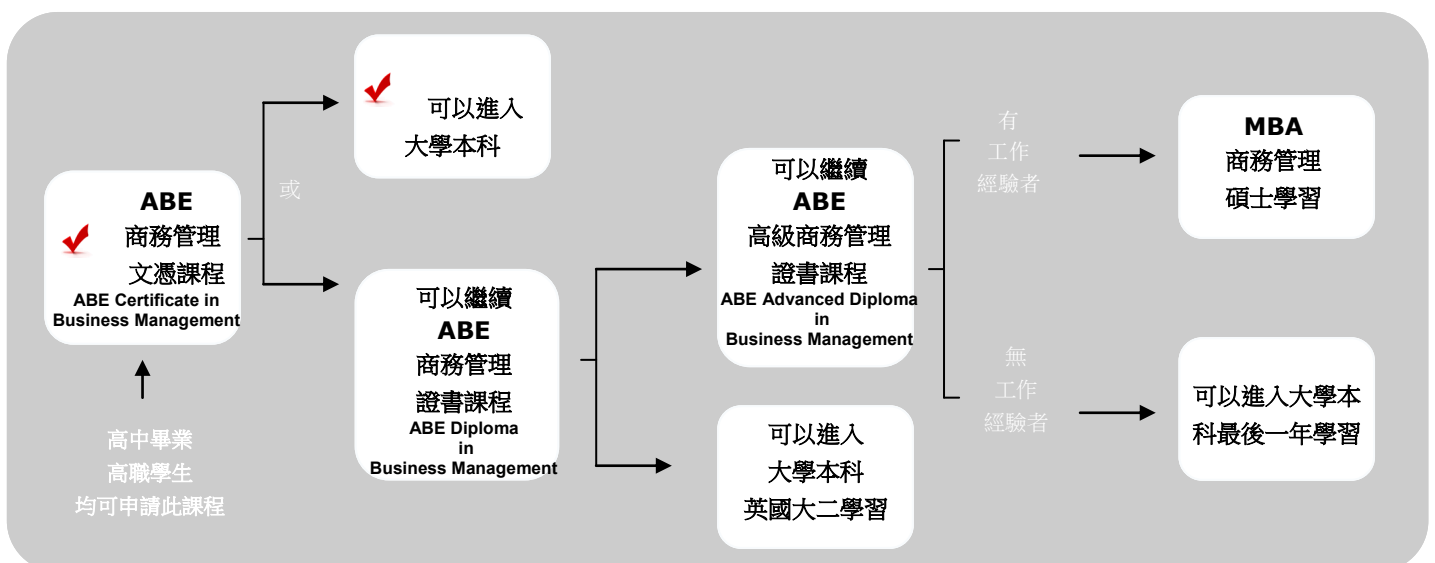 可以進入
大學本科
或
ABE
商務管理
文憑課程
ABE Certificate in
Business Management
高中畢業
高職學生
均可申請此課程
可以繼續
ABE
商務管理
證書課程
ABE Diploma
in
Business Management
可以繼續
ABE
高級商務管理
證書課程
ABE Advanced Diploma
in
Business Management
可以進入
大學本科
英國大二學習
有
工作
經驗者
MBA
商務管理
碩士學習
無
工作
經驗者
可以進入大學本
科最後一年學習